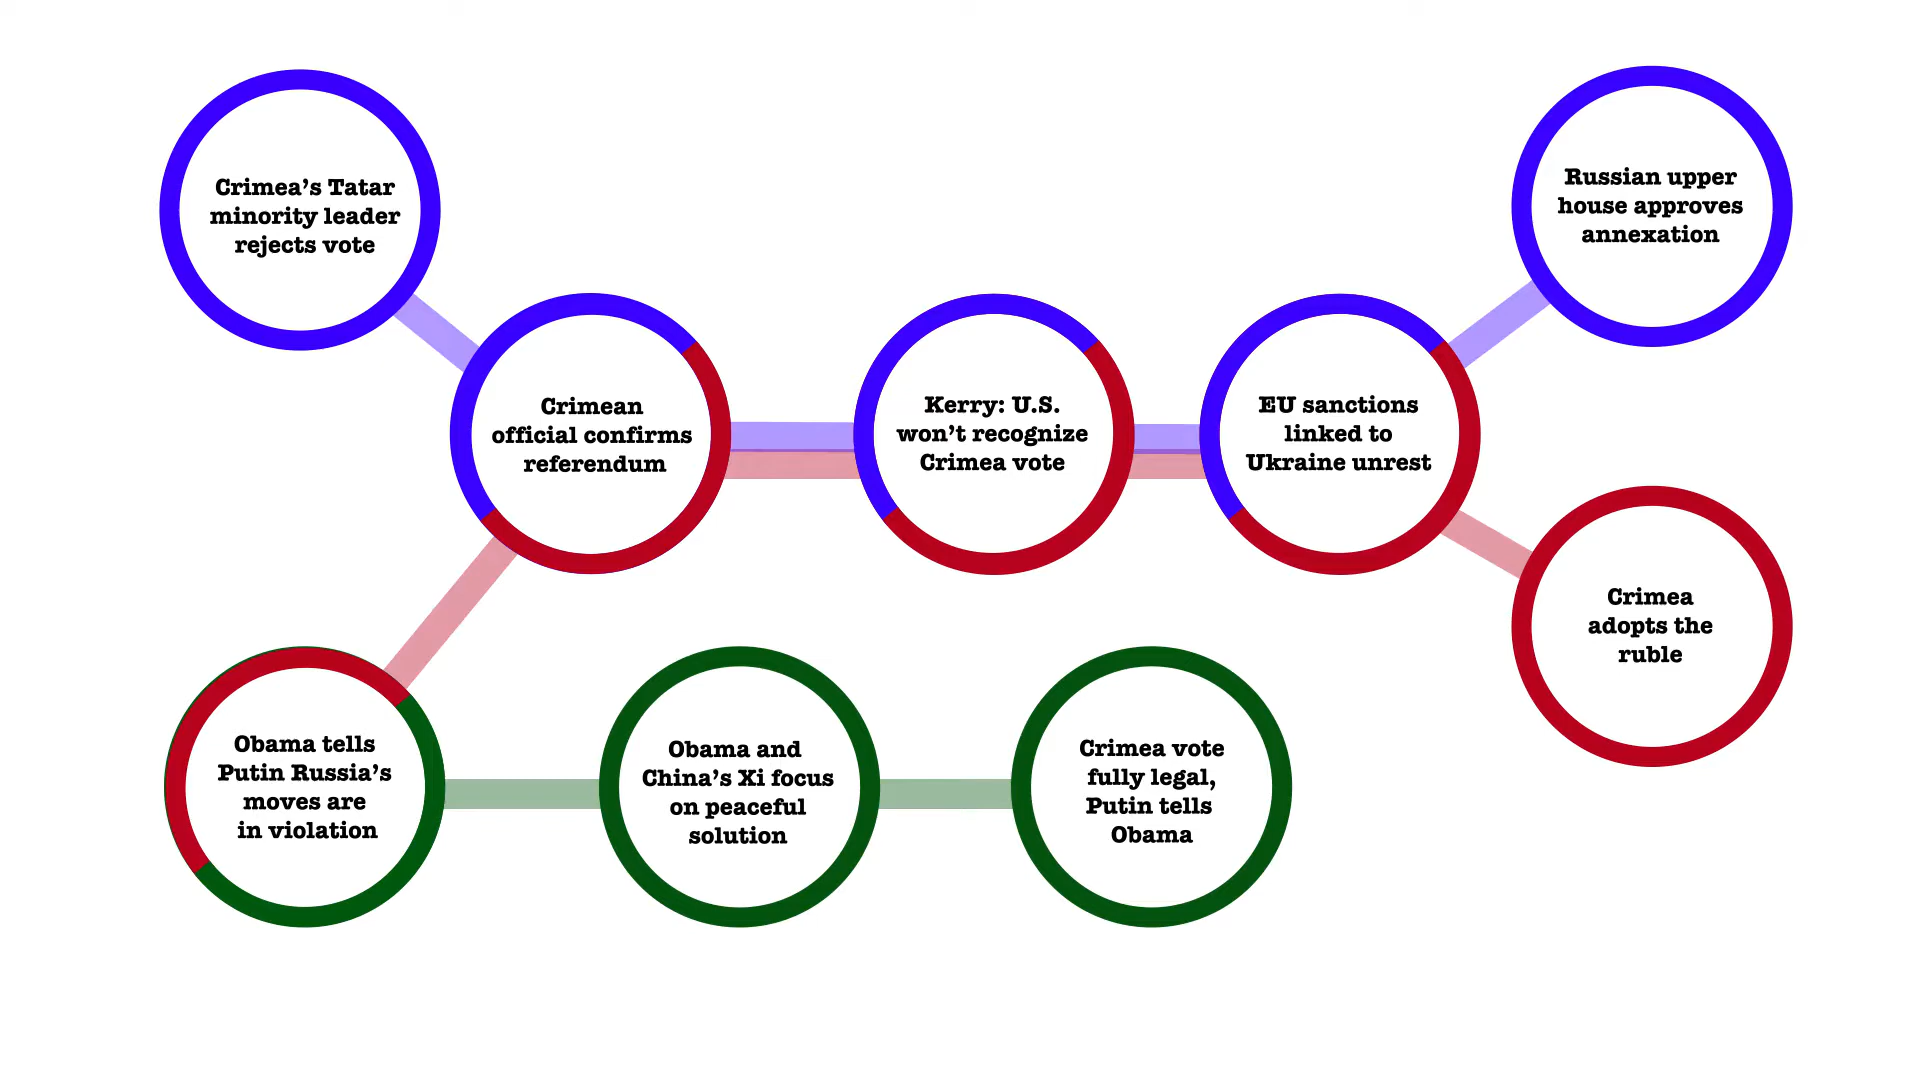 Crimea's Tatar
minority leader
rejects vote
Russian upper
house approves
annexation
Crimean
official confirms
referendum
Kerry: U.S.
won't recognize
Crimea vote
EU sanctions
linked to
Ukraine unrest
Crimea
adopts the
ruble
Obama tells
Putin Russia's
moves are
in violation
Obama and
China's Xi focus
on peaceful
solution
Crimea vote
fully legal,
Putin tells
Obama